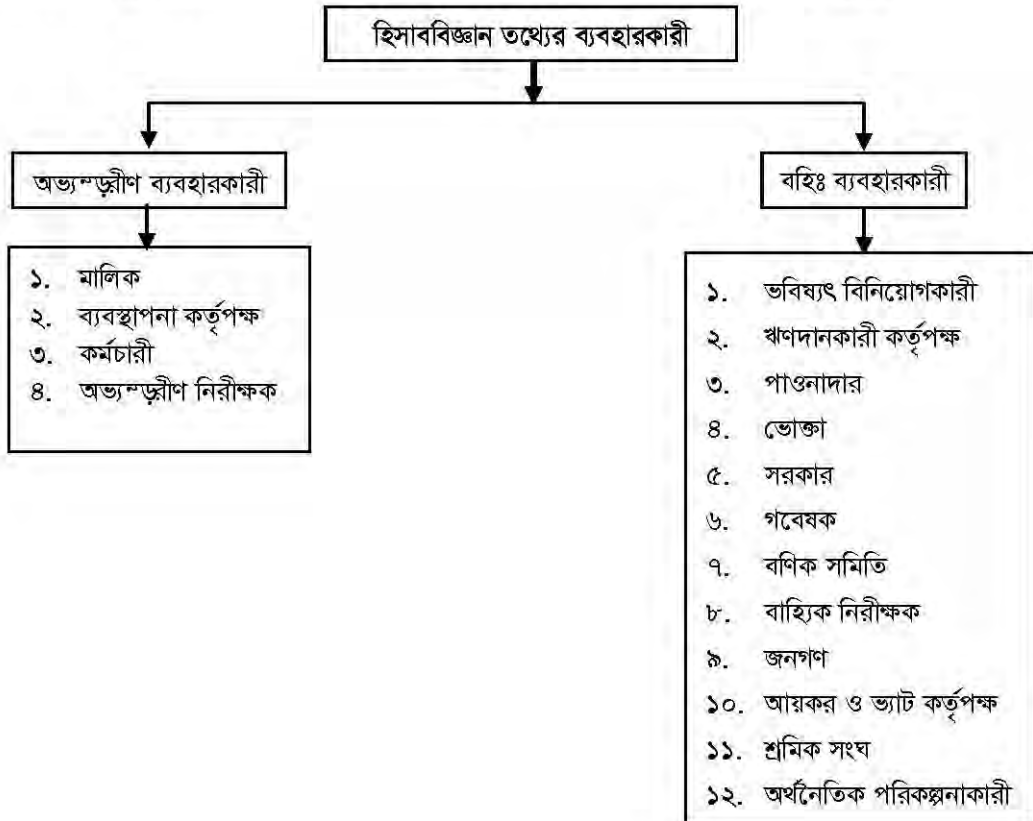 হিসাববিজ্ঞান তথ্যের ব্যবহারকারী
অভ্যন্ড়রীণ ব্যবহারকারী
১. মালিক
২. ব্যবস্থাপনা কর্তৃপক্ষ
৩. কর্মচারী
৪. অভ্যন্ড়রীণ নিরীক্ষক
বহিঃ ব্যবহারকারী
১. ভবিষ্যৎ বিনিয়োগকারী
২. ঋণদানকারী কর্তৃপক্ষ
৩. পাওনাদার
৪. ভোক্তা
৫. সরকার
৬. গবেষক
৭. বণিক সমিতি
৮. বাহ্যিক নিরীক্ষক
৯. জনগণ
১০. আয়কর ও ভ্যাট কর্তৃপক্ষ
১১. শ্রমিক সংঘ
১২. অর্থনৈতিক পরিকল্পনাকারী